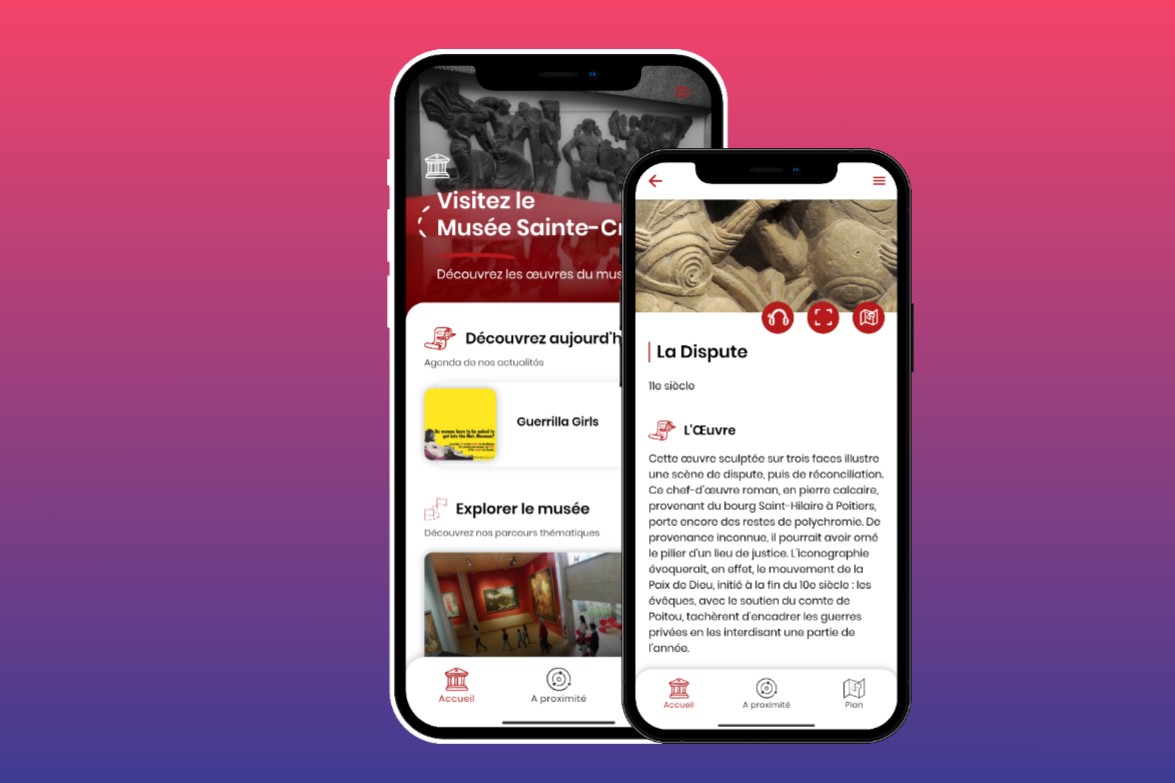 Visitez le
Musée Sainte-Cr
Découvrez les œuvres du mus
Découvrez aujourd'h
Agenda de nos actualités
Guerrilla Girls
Explorer le musée
Découvrez nos parcours thématiques
Accueil
A proximité
La Dispute
11e siècle
L'Œuvre
Cette œuvre sculptée sur trois faces illustre
une scène de dispute, puis de réconciliation.
Ce chef-d'œuvre roman, en pierre calcaire,
provenant du bourg Saint-Hilaire à Poitiers,
porte encore des restes de polychromie. De
provenance inconnue, il pourrait avoir orné
le pilier d'un lieu de justice. L'iconographie
évoquerait, en effet, le mouvement de la
Paix de Dieu, initié à la fin du 10e siècle : les
évêques, avec le soutien du comte de
Poitou, tachèrent d'encadrer les guerres
privées en les interdisant une partie de
l'année.
Accueil
A proximité
Plan